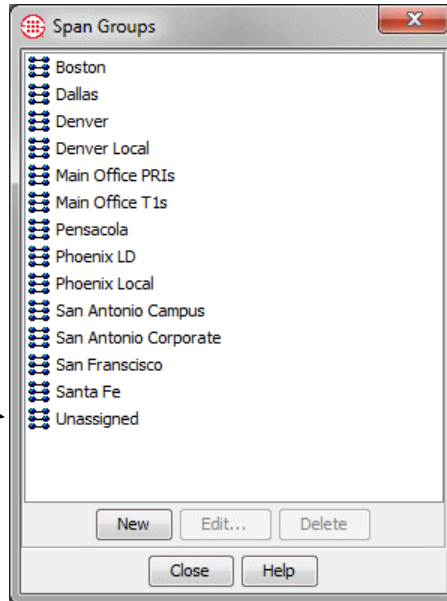 Span Groups
Boston
Dallas
Denver
Denver Local
Main Office PRIs
Main Office T1s
Pensacola
Phoenix LD
Phoenix Local
San Antonio Campus
San Antonio Corporate
San Franscisco
Santa Fe
Unassigned
New Edit... Delete
Close Help